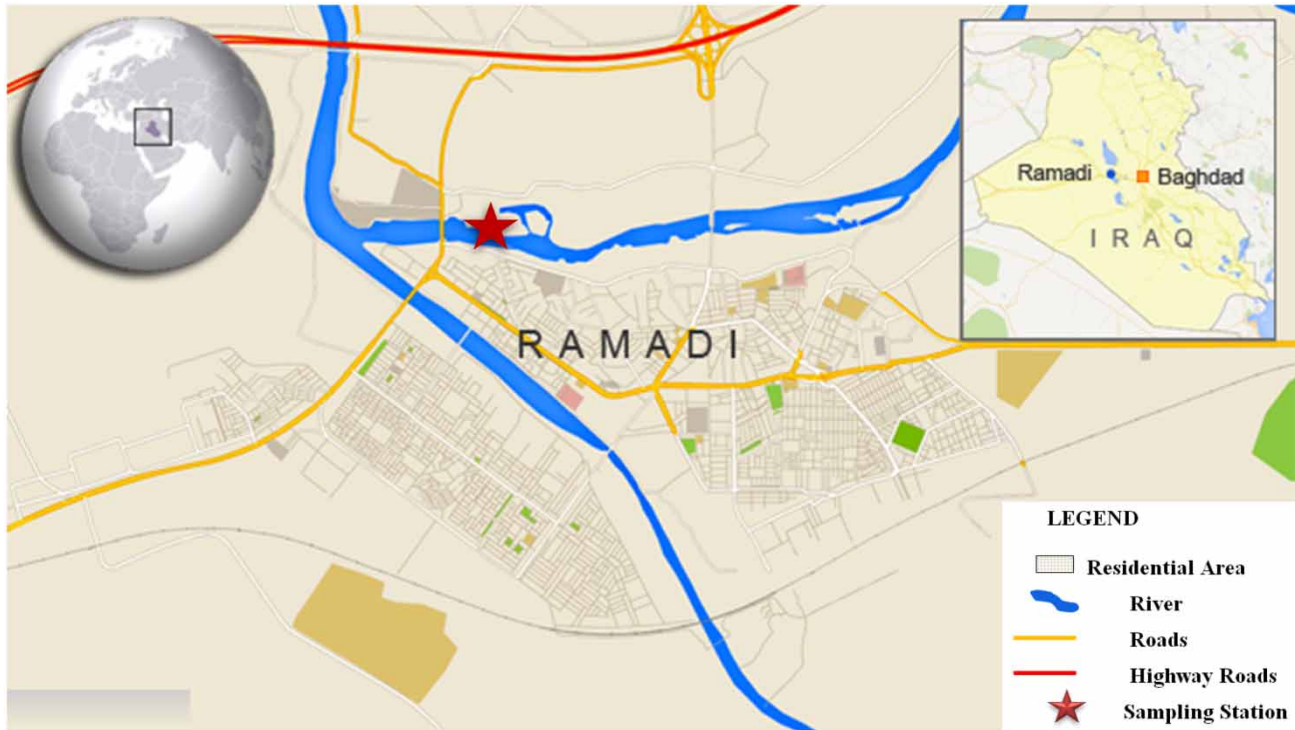 Ramadi
Baghdad
I R A Q
R A M A D I
LEGEND
Residential Area
River
Roads
Highway Roads
Sampling Station